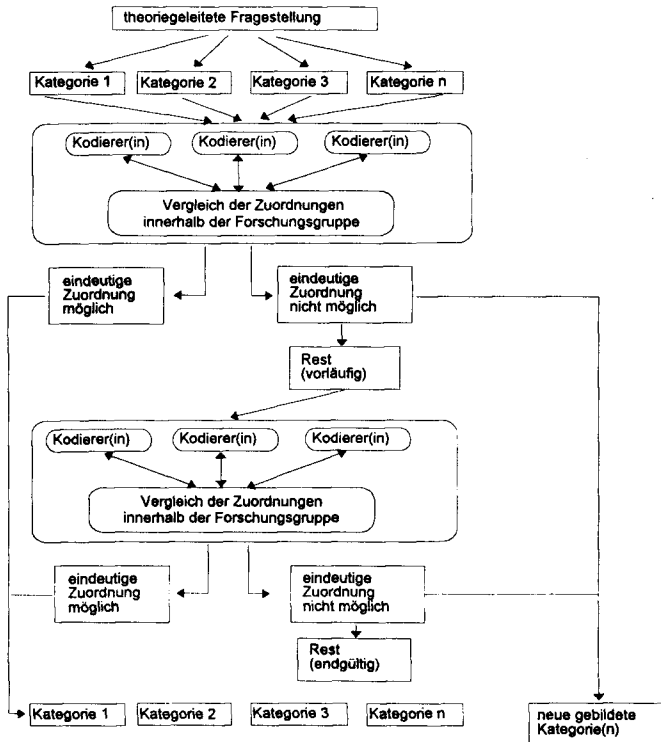 theoriegeleitete Fragestellung
Kategorie 1
Kategorie 2
Kategorie 3
Kategorie n
Kodierer(in)
Kodierer(in)
Kodierer(in)
Vergleich der Zuordnungen
innerhalb der Forschungsgruppe
eindeutige
Zuordnung
möglich
eindeutige
Zuordnung
nicht möglich
Rest
(vorläufig)
Kodierer(in)
Kodierer(in)
Kodierer(in)
Vergleich der Zuordnungen
innerhalb der Forschungsgruppe
eindeutige
Zuordnung
möglich
eindeutige
Zuordnung
nicht möglich
Rest
(endgültig)
Kategorie 1
Kategorie 2
Kategorie 3
Kategorie n
neue gebildete
Kategorie(n)